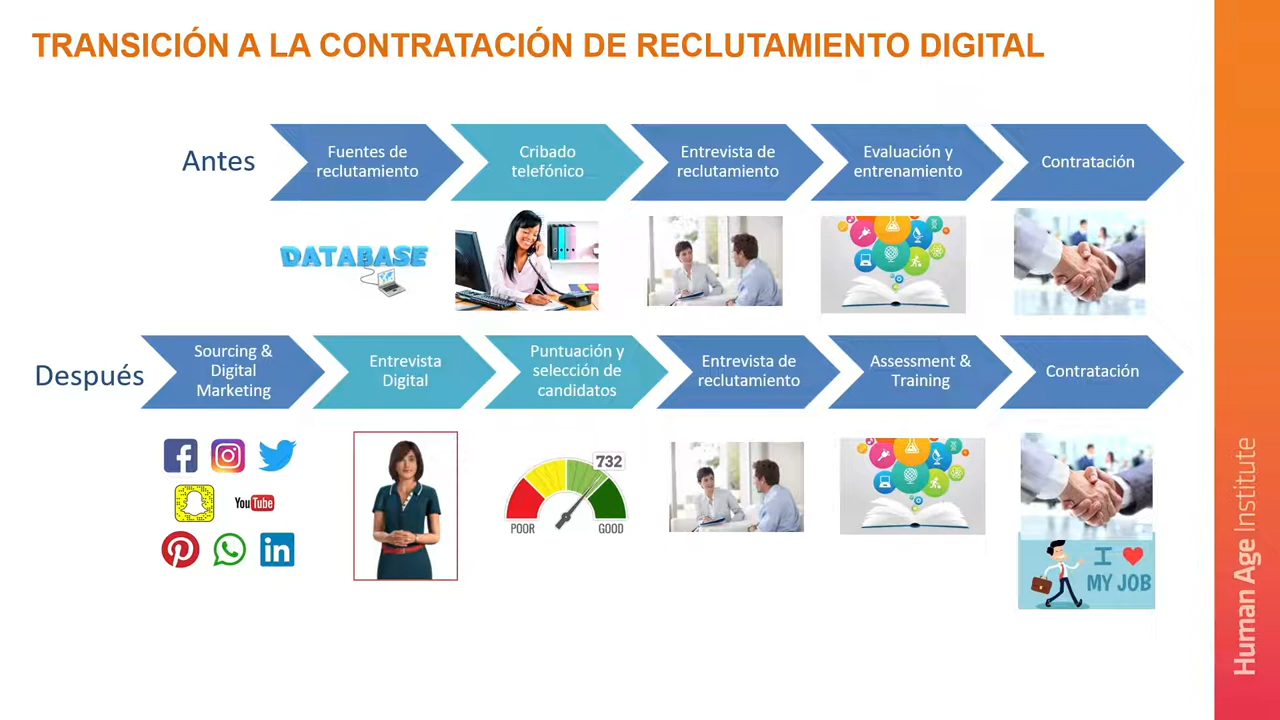 TRANSICIÓN A LA CONTRATACIÓN DE RECLUTAMIENTO DIGITAL
Antes
Fuentes de
reclutamiento
Cribado
telefónico
Entrevista de
reclutamiento
Evaluación y
entrenamiento
Contratación
DATABASE
Después
Sourcing &
Digital
Marketing
Entrevista
Digital
Puntuación y
selección de
candidatos
Entrevista de
reclutamiento
Assessment &
Training
Contratación
YouTube
732
POOR
GOOD
I
MY JOB
Human Age Institute